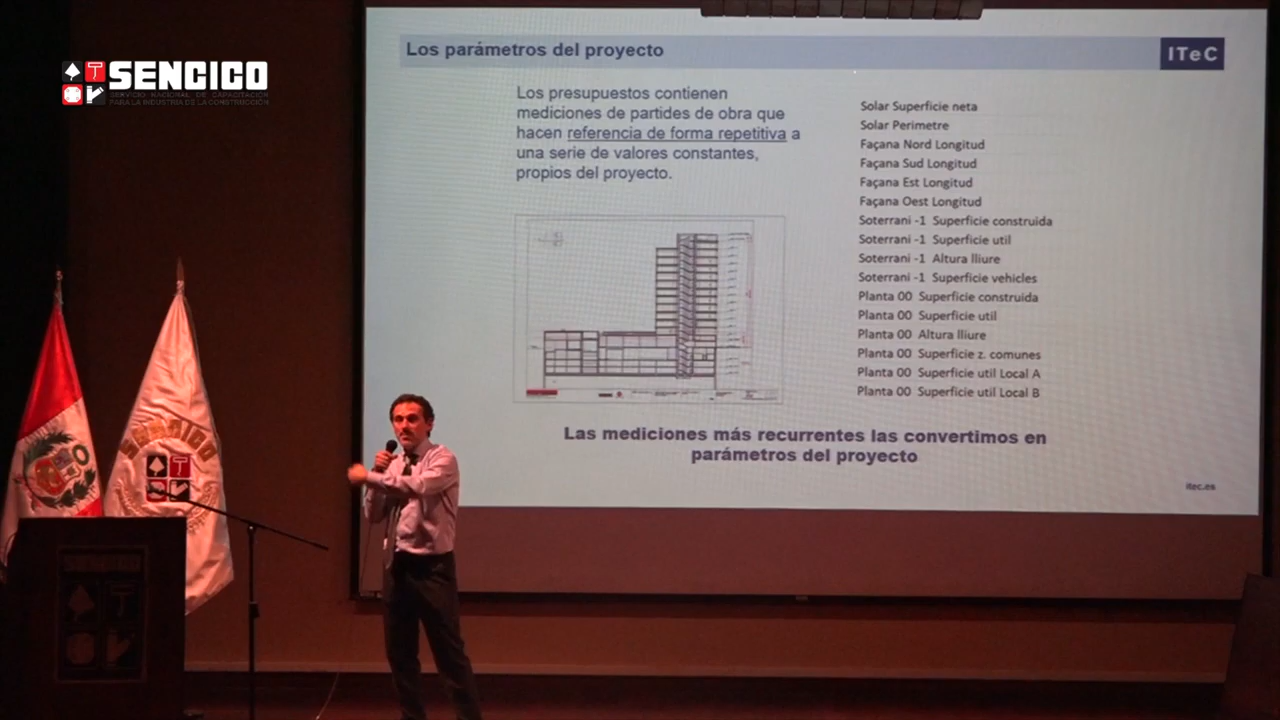 SENCICO
SERVICIO NACIONAL DE CAPACITACIÓN
PARA LA INDUSTRIA DE LA CONSTRUCCIÓN
Los parámetros del proyecto
ITeC
Los presupuestos contienen
mediciones de partides de obra que
hacen referencia de forma repetitiva a
una serie de valores constantes,
propios del proyecto.
Solar Superficie neta
Solar Perimetre
Façana Nord Longitud
Façana Sud Longitud
Façana Est Longitud
Façana Oest Longitud
Soterrani -1 Superficie construida
Soterrani -1 Superficie util
Soterrani -1 Altura lliure
Soterrani -1 Superficie vehicles
Planta 00 Superficie construida
Planta 00 Superficie util
Planta 00 Altura lliure
Planta 00 Superficie z. comunes
Planta 00 Superficie util Local A
Planta 00 Superficie util Local B
Las mediciones más recurrentes las convertimos en
parámetros del proyecto
itec.es
SENCICO
SENCICO